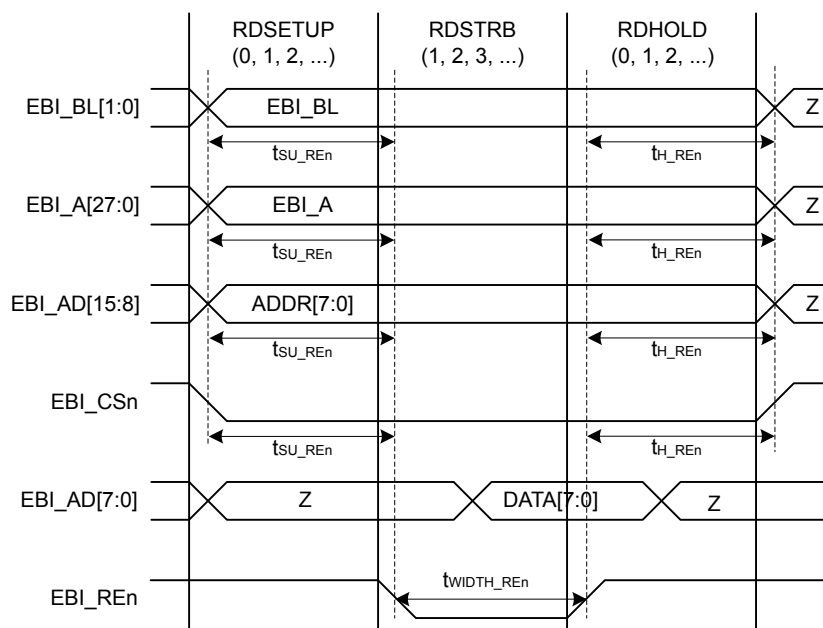 RDSETUP
(0, 1, 2, ...)
RDSTRB
(1, 2, 3, ...)
RDHOLD
(0, 1, 2, ...)
EBI_BL[1:0]
EBI_BL
Z
tSU_REn
tH_REn
EBI_A[27:0]
EBI_A
Z
tSU_REn
tH_REn
EBI_AD[15:8]
ADDR[7:0]
Z
tSU_REn
tH_REn
EBI_CSn
tSU_REn
tH_REn
EBI_AD[7:0]
Z
DATA[7:0]
Z
EBI_REn
tWIDTH_REn